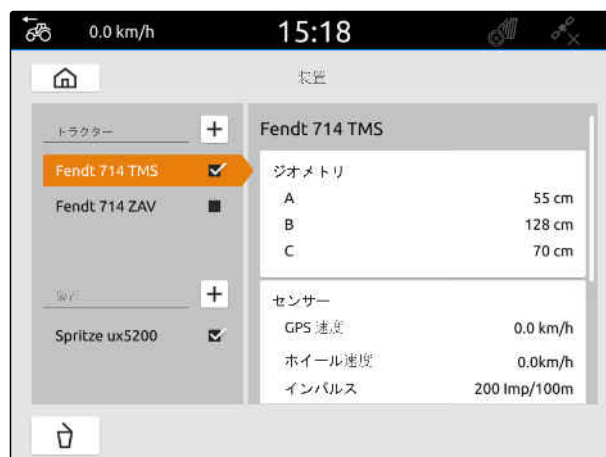 0.0 km/h
15:18
装置
トラクター
Fendt 714 TMS
Fendt 714 ZAV
Spritze ux5200
Fendt 714 TMS
ジオメトリ
A 55 cm
B 128 cm
C 70 cm
センサー
GPS 速度 0.0 km/h
ホイール速度 0.0km/h
インパルス 200 Imp/100m